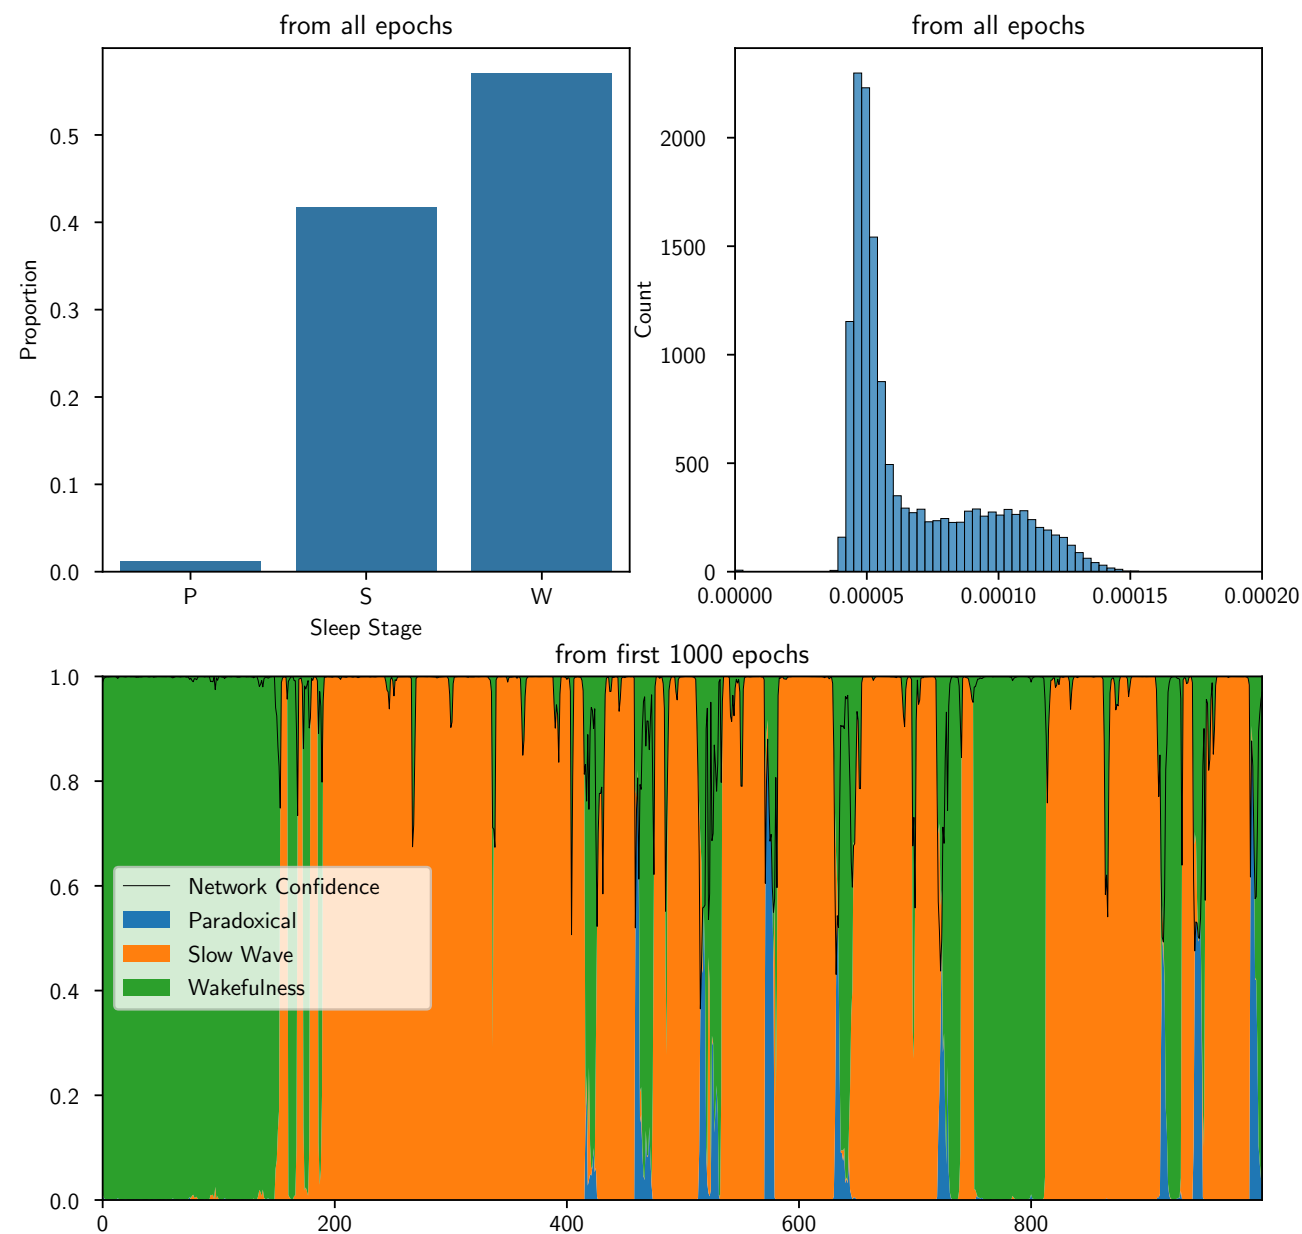 from all epochs
Proportion
0.5
0.4
0.3
0.2
0.1
0.0
P S W
Sleep Stage
from all epochs
Count
2000
1500
1000
500
0
0.00000 0.00005 0.00010 0.00015 0.00020
from first 1000 epochs
1.0
0.8
0.6
0.4
0.2
0.0
Network Confidence
Paradoxical
Slow Wave
Wakefulness
0 200 400 600 800